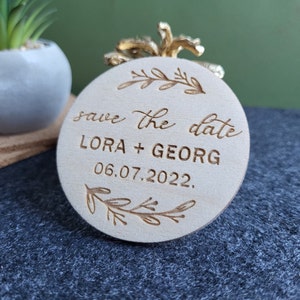 save the date
LORA + GEORG
06.07.2022.